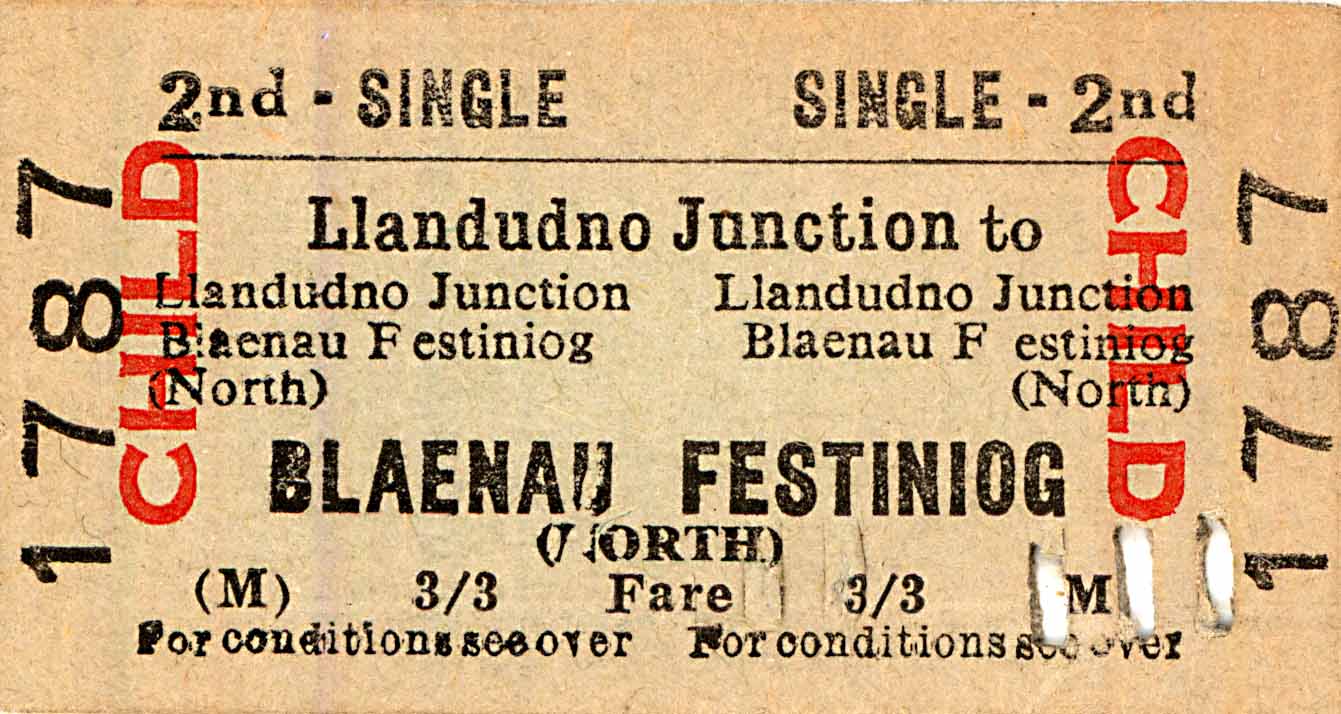 2nd - SINGLE SINGLE - 2nd
Llandudno Junction to
Llandudno Junction Llandudno Junction
Blaenau Festiniog Blaenau Festiniog
(North) (North)
BLAENAU FESTINIOG
(NORTH)
(M) 3/3 Fare 3/3 (M
For conditions see over For conditions see over
CHILD
CHILD
1787
1787